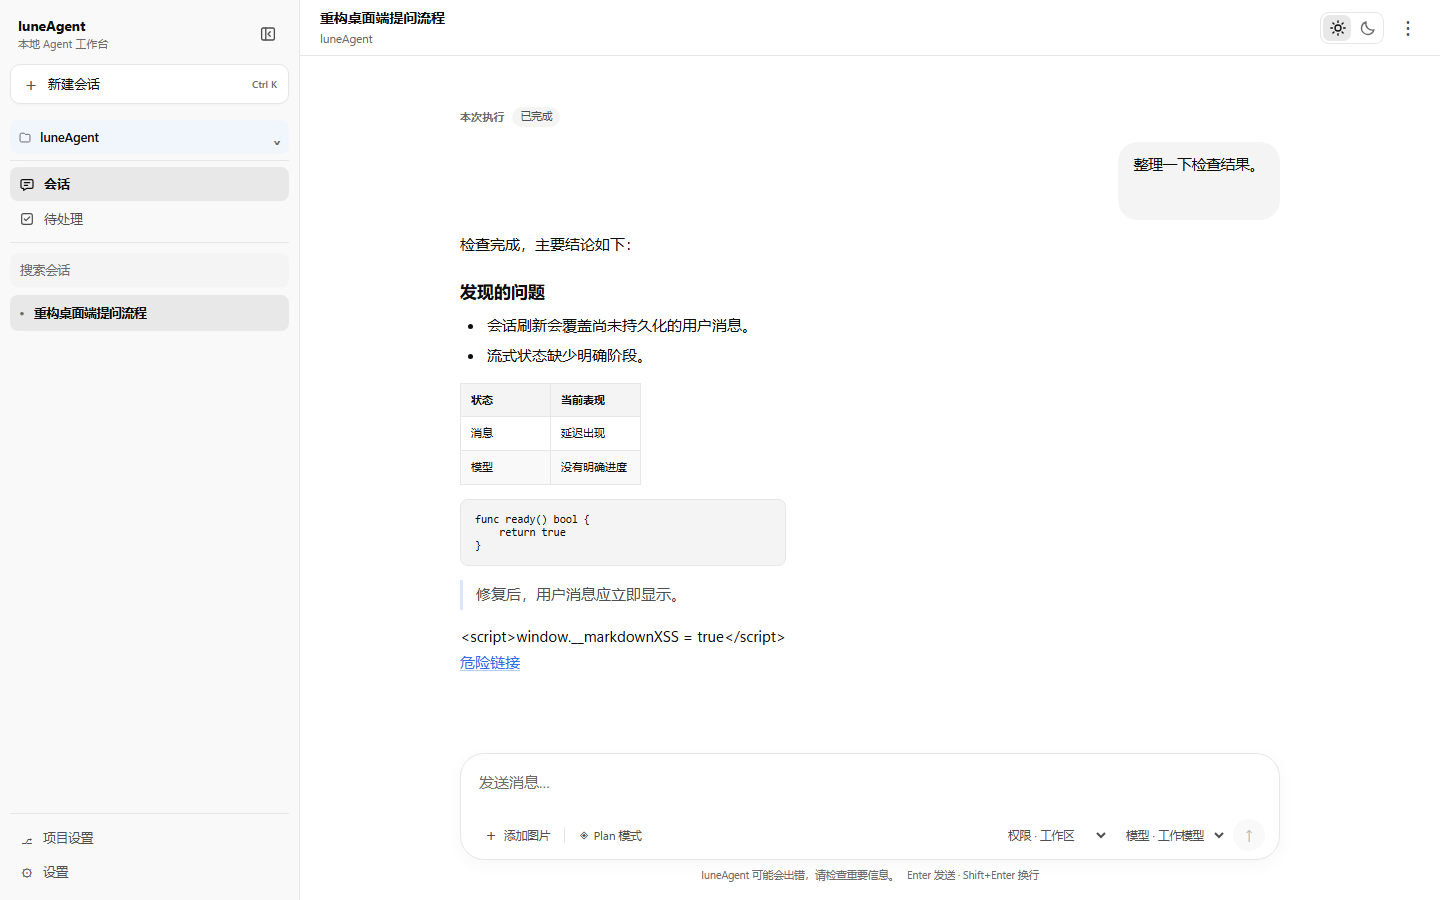 luneAgent
本地 Agent 工作台
+ 新建会话 Ctrl K
luneAgent
会话
待处理
搜索会话
• 重构桌面端提问流程
项目设置
设置
重构桌面端提问流程
luneAgent
本次执行 已完成
整理一下检查结果。
检查完成，主要结论如下：
发现的问题
• 会话刷新会覆盖尚未持久化的用户消息。
• 流式状态缺少明确阶段。
状态 当前表现
消息 延迟出现
模型 没有明确进度
func ready() bool {
    return true
}
修复后，用户消息应立即显示。
<script>window.__markdownXSS = true</script>
危险链接
发送消息...
+ 添加图片 Plan 模式 权限 · 工作区 模型 · 工作模型 ↑
luneAgent 可能会出错，请检查重要信息。 Enter 发送 · Shift+Enter 换行